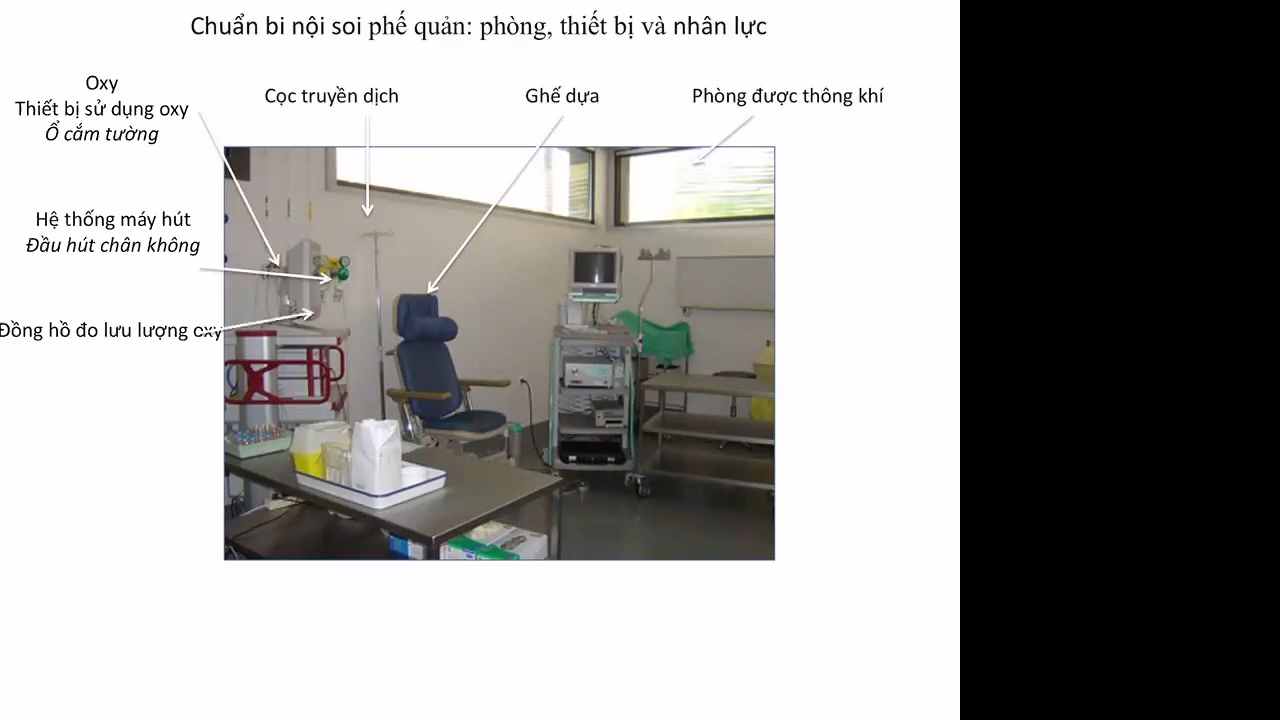 Chuẩn bi nội soi phế quản: phòng, thiết bị và nhân lực
Oxy
Thiết bị sử dụng oxy
Ổ cắm tường
Cọc truyền dịch
Ghế dựa
Phòng được thông khí
Hệ thống máy hút
Đầu hút chân không
Đồng hồ đo lưu lượng oxy